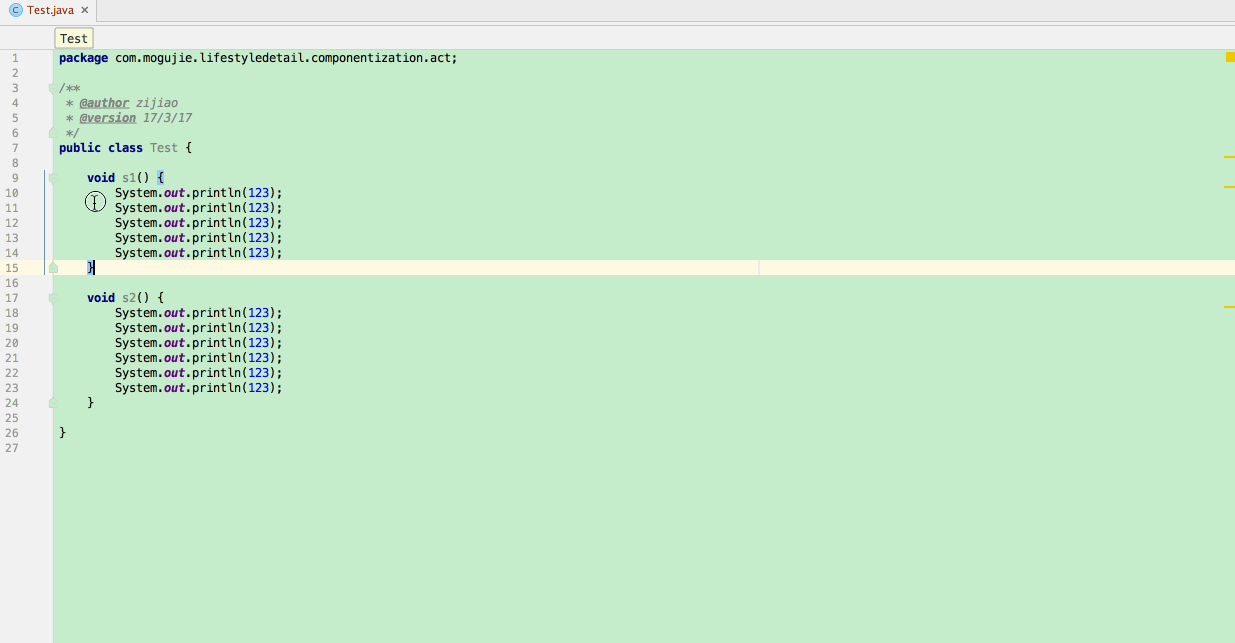 Test.java
Test
1 package com.mogujie.lifestyledetail.componentization.act;
2
3 /**
4  * @author zijiao
5  * @version 17/3/17
6  */
7 public class Test {
8
9     void s1() {
10         System.out.println(123);
11         System.out.println(123);
12         System.out.println(123);
13         System.out.println(123);
14         System.out.println(123);
15     }
16
17     void s2() {
18         System.out.println(123);
19         System.out.println(123);
20         System.out.println(123);
21         System.out.println(123);
22         System.out.println(123);
23         System.out.println(123);
24     }
25
26 }
27